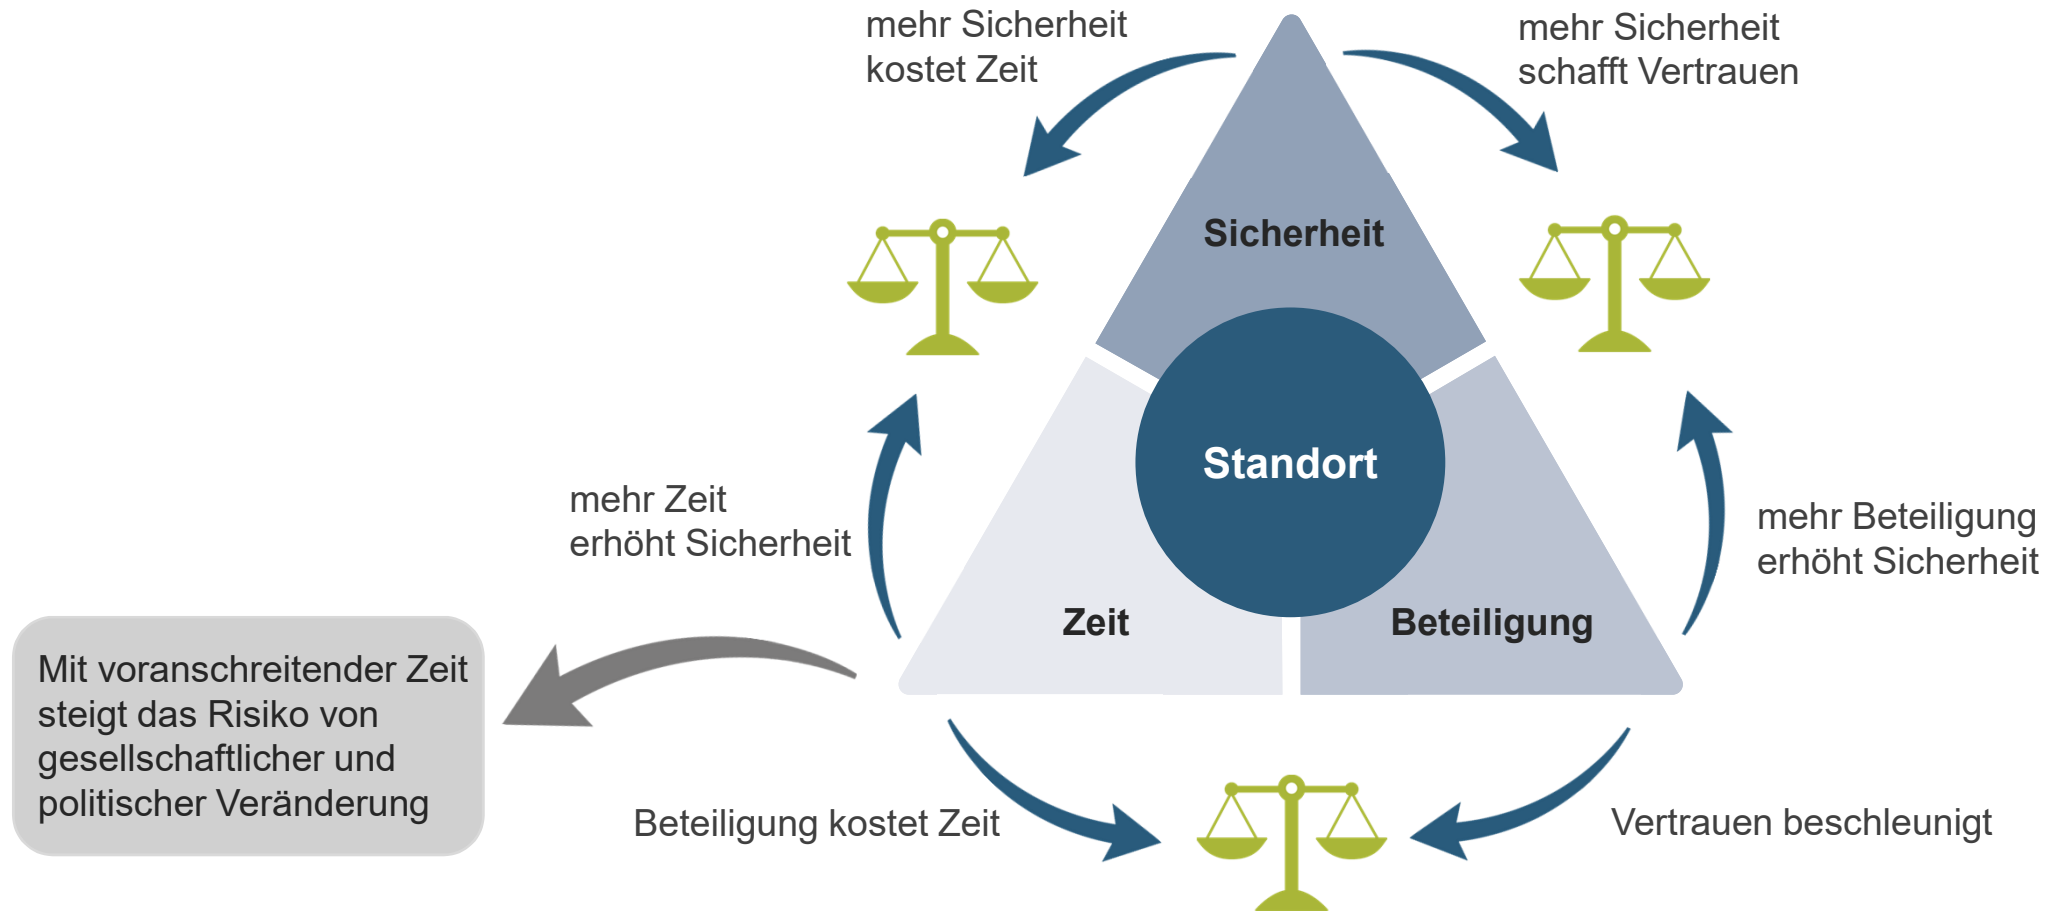 mehr Sicherheit
kostet Zeit
mehr Sicherheit
schafft Vertrauen
Sicherheit
Standort
mehr Zeit
erhöht Sicherheit
mehr Beteiligung
erhöht Sicherheit
Zeit
Beteiligung
Mit voranschreitender Zeit
steigt das Risiko von
gesellschaftlicher und
politischer Veränderung
Beteiligung kostet Zeit
Vertrauen beschleunigt